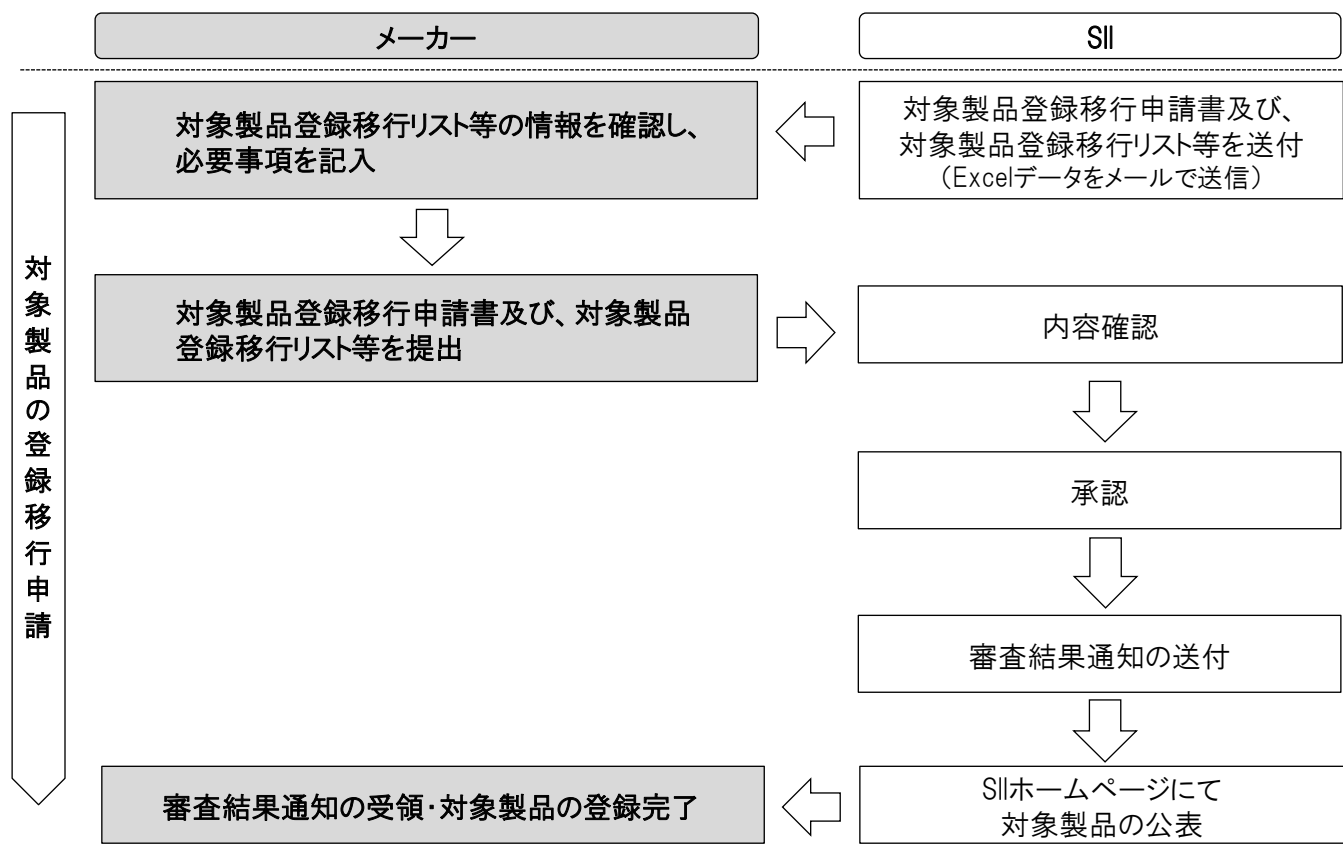 メーカー
SII
対象製品の登録移行申請
対象製品登録移行申請書及び、
対象製品登録移行リスト等を送付
（Excelデータをメールで送信）
対象製品登録移行リスト等の情報を確認し、
必要事項を記入
対象製品登録移行申請書及び、対象製品
登録移行リスト等を提出
内容確認
承認
審査結果通知の送付
SIIホームページにて
対象製品の公表
審査結果通知の受領・対象製品の登録完了